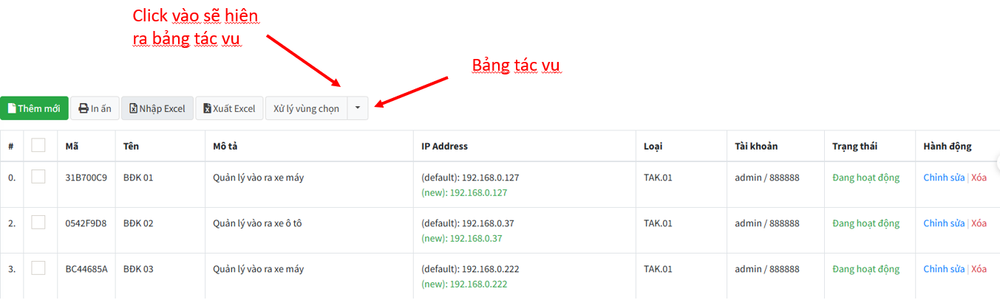 Click vào sẽ hiên
ra bảng tác vu
Bảng tác vu
Thêm mới In ấn Nhập Excel Xuất Excel Xử lý vùng chọn
# Mã Tên Mô tả IP Address Loại Tài khoản Trạng thái Hành động
0. 31B700C9 BĐK 01 Quản lý vào ra xe máy (default): 192.168.0.127 TAK.01 admin / 888888 Đang hoạt động Chỉnh sửa | Xóa
(new): 192.168.0.127
2. 0542F9D8 BĐK 02 Quản lý vào ra xe ô tô (default): 192.168.0.37 TAK.01 admin / 888888 Đang hoạt động Chỉnh sửa | Xóa
(new): 192.168.0.37
3. BC44685A BĐK 03 Quản lý vào ra xe máy (default): 192.168.0.222 TAK.01 admin / 888888 Đang hoạt động Chỉnh sửa | Xóa
(new): 192.168.0.222